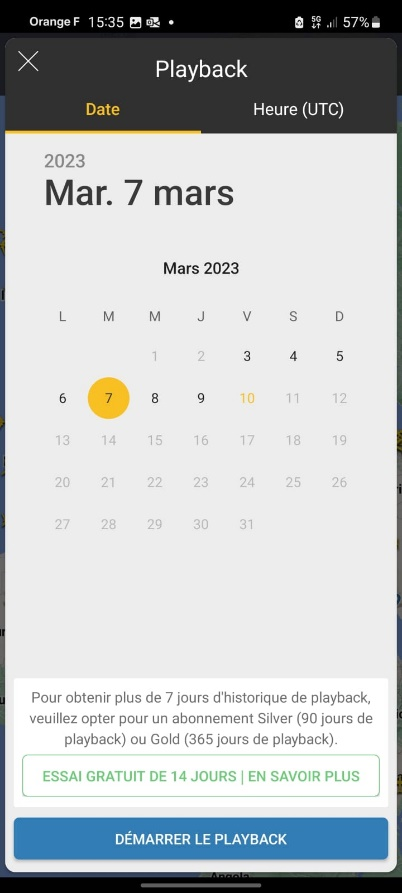 Orange F 15:35 5G 57%
Playback
Date Heure (UTC)
2023
Mar. 7 mars
Mars 2023
L M M J V S D
1 2 3 4 5
6 7 8 9 10 11 12
13 14 15 16 17 18 19
20 21 22 23 24 25 26
27 28 29 30 31
Pour obtenir plus de 7 jours d'historique de playback,
veuillez opter pour un abonnement Silver (90 jours de
playback) ou Gold (365 jours de playback).
ESSAI GRATUIT DE 14 JOURS | EN SAVOIR PLUS
DÉMARRER LE PLAYBACK
Angola